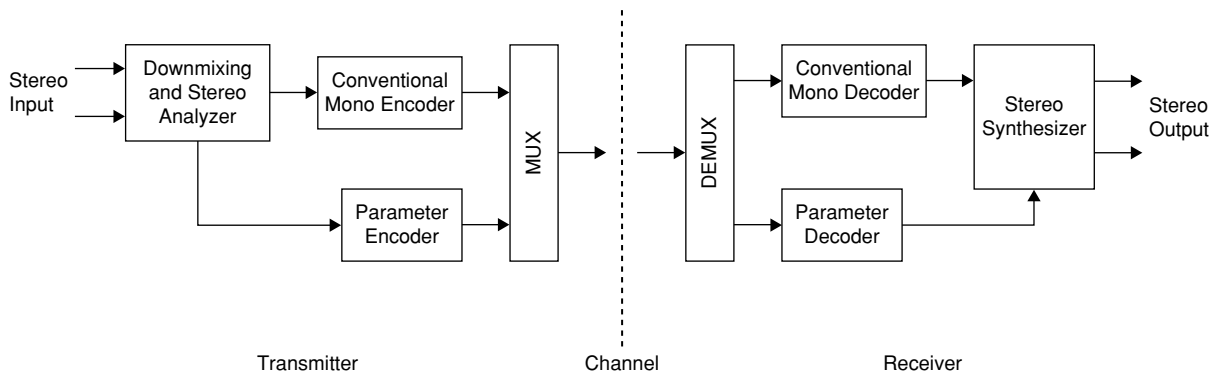 Stereo
Input
Downmixing
and Stereo
Analyzer
Conventional
Mono Encoder
Parameter
Encoder
MUX
DEMUX
Conventional
Mono Decoder
Parameter
Decoder
Stereo
Synthesizer
Stereo
Output
Transmitter
Channel
Receiver